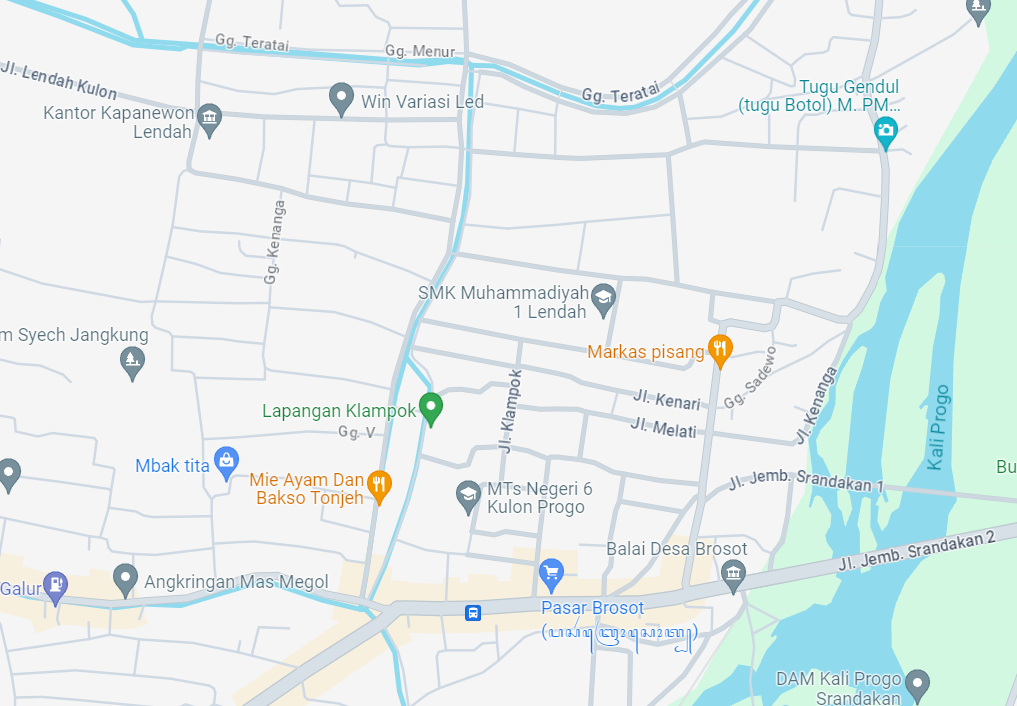 Gg. Teratai
Gg. Menur
Jl. Lendah Kulon
Gg. Teratai
Win Variasi Led
Kantor Kapanewon
Lendah
Tugu Gendul
(tugu Botol) M. PM...
Gg. Kenanga
SMK Muhammadiyah
1 Lendah
m Syech Jangkung
Markas pisang
Gg. Sadewo
Jl. Kenanga
Jl. Klampok
Jl. Kenari
Jl. Melati
Kali Progo
Lapangan Klampok
Gg. V
Mbak tita
Mie Ayam Dan
Bakso Tonjeh
MTs Negeri 6
Kulon Progo
Jl. Jemb. Srandakan 1
Bu
Balai Desa Brosot
Jl. Jemb. Srandakan 2
Galur
Angkringan Mas Megol
Pasar Brosot
DAM Kali Progo
Srandakan